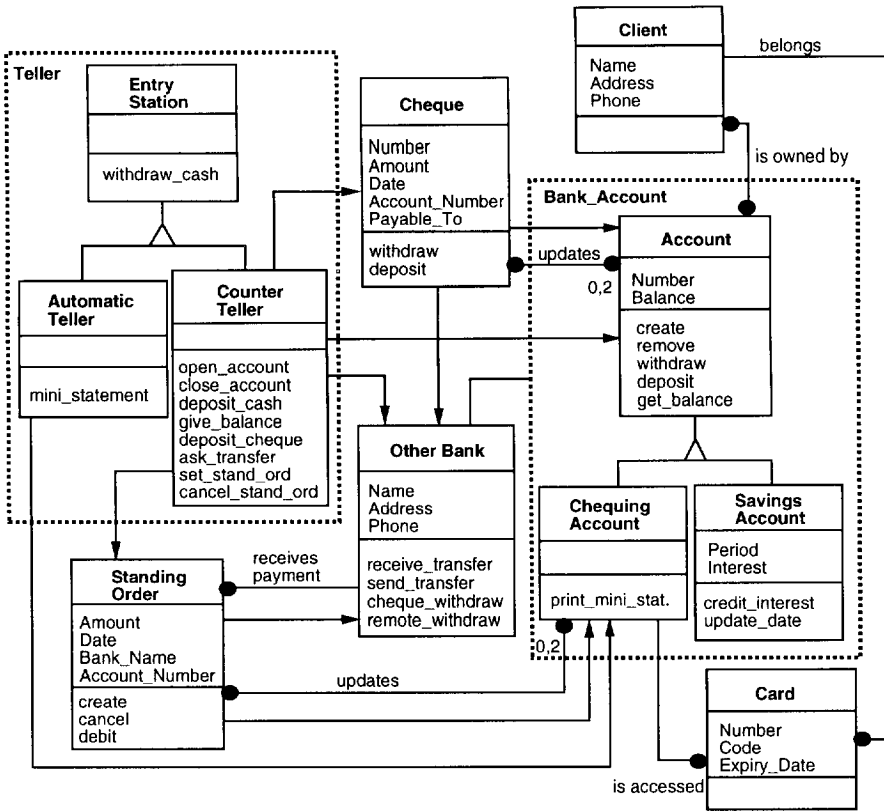 Teller
Entry
Station
withdraw_cash
Automatic
Teller
mini_statement
Counter
Teller
open_account
close_account
deposit_cash
give_balance
deposit_cheque
ask_transfer
set_stand_ord
cancel_stand_ord
Cheque
Number
Amount
Date
Account_Number
Payable_To
withdraw
deposit
Client
Name
Address
Phone
belongs
is owned by
Bank_Account
updates
0,2
Account
Number
Balance
create
remove
withdraw
deposit
get_balance
Other Bank
Name
Address
Phone
receive_transfer
send_transfer
cheque_withdraw
remote_withdraw
Chequing
Account
print_mini_stat.
Savings
Account
Period
Interest
credit_interest
update_date
Standing
Order
Amount
Date
Bank_Name
Account_Number
create
cancel
debit
receives
payment
0,2
updates
is accessed
Card
Number
Code
Expiry_Date